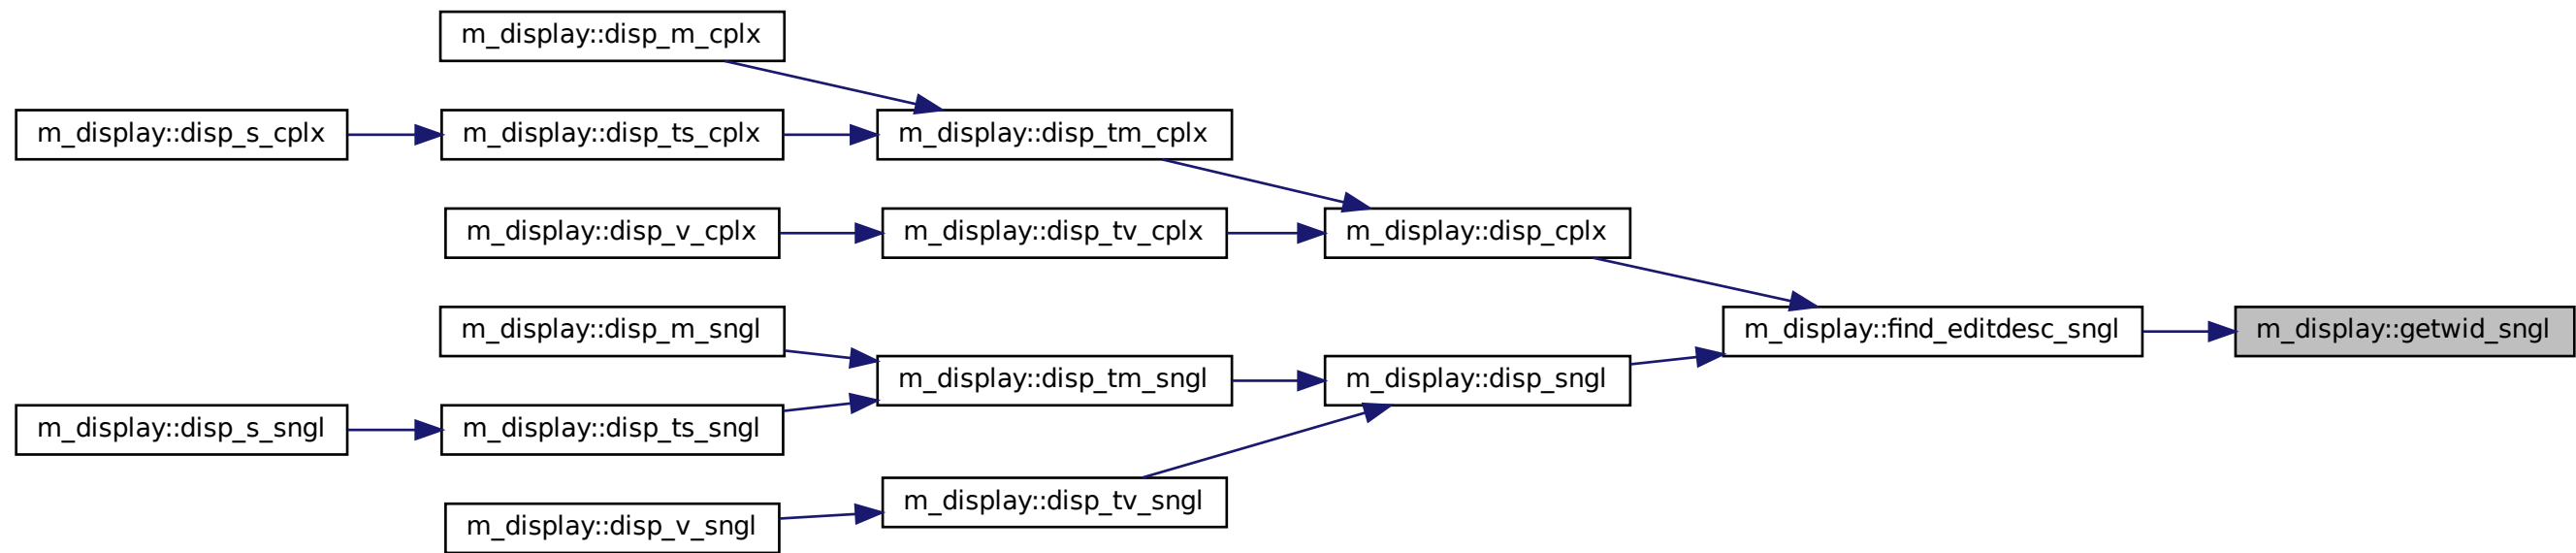 m_display::disp_m_cplx
m_display::disp_s_cplx
m_display::disp_ts_cplx
m_display::disp_tm_cplx
m_display::disp_v_cplx
m_display::disp_tv_cplx
m_display::disp_cplx
m_display::disp_m_sngl
m_display::find_editdesc_sngl
m_display::getwid_sngl
m_display::disp_tm_sngl
m_display::disp_sngl
m_display::disp_s_sngl
m_display::disp_ts_sngl
m_display::disp_tv_sngl
m_display::disp_v_sngl